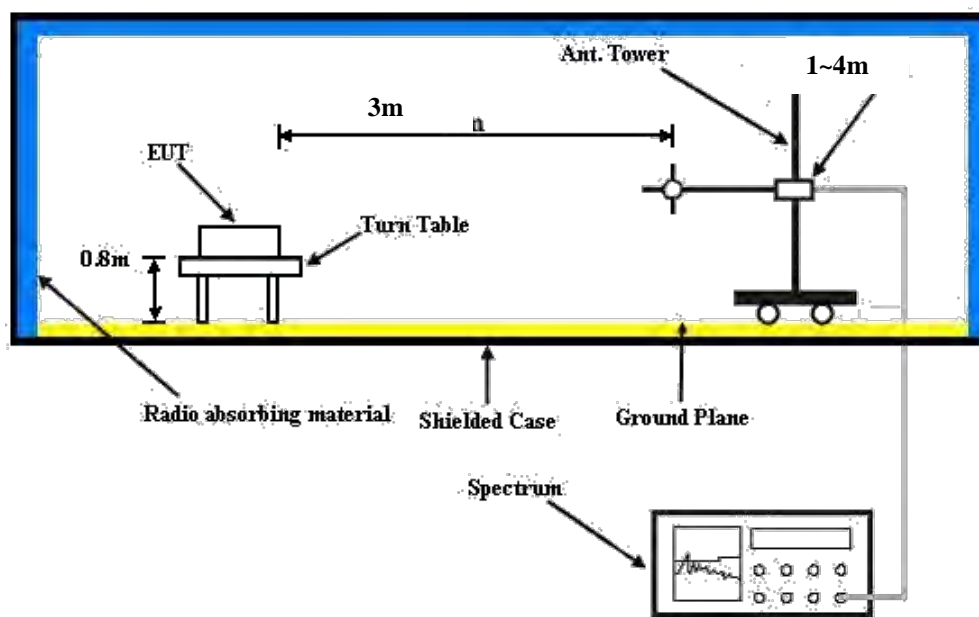 Ant. Tower
1~4m
3m
EUT
Turn Table
0.8m
Radio absorbing material
Shielded Case
Ground Plane
Spectrum